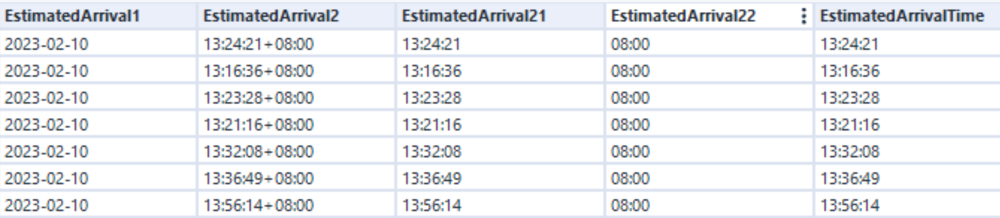 EstimatedArrival1 EstimatedArrival2 EstimatedArrival21 EstimatedArrival22 EstimatedArrivalTime
2023-02-10 13:24:21+08:00 13:24:21 08:00 13:24:21
2023-02-10 13:16:36+08:00 13:16:36 08:00 13:16:36
2023-02-10 13:23:28+08:00 13:23:28 08:00 13:23:28
2023-02-10 13:21:16+08:00 13:21:16 08:00 13:21:16
2023-02-10 13:32:08+08:00 13:32:08 08:00 13:32:08
2023-02-10 13:36:49+08:00 13:36:49 08:00 13:36:49
2023-02-10 13:56:14+08:00 13:56:14 08:00 13:56:14